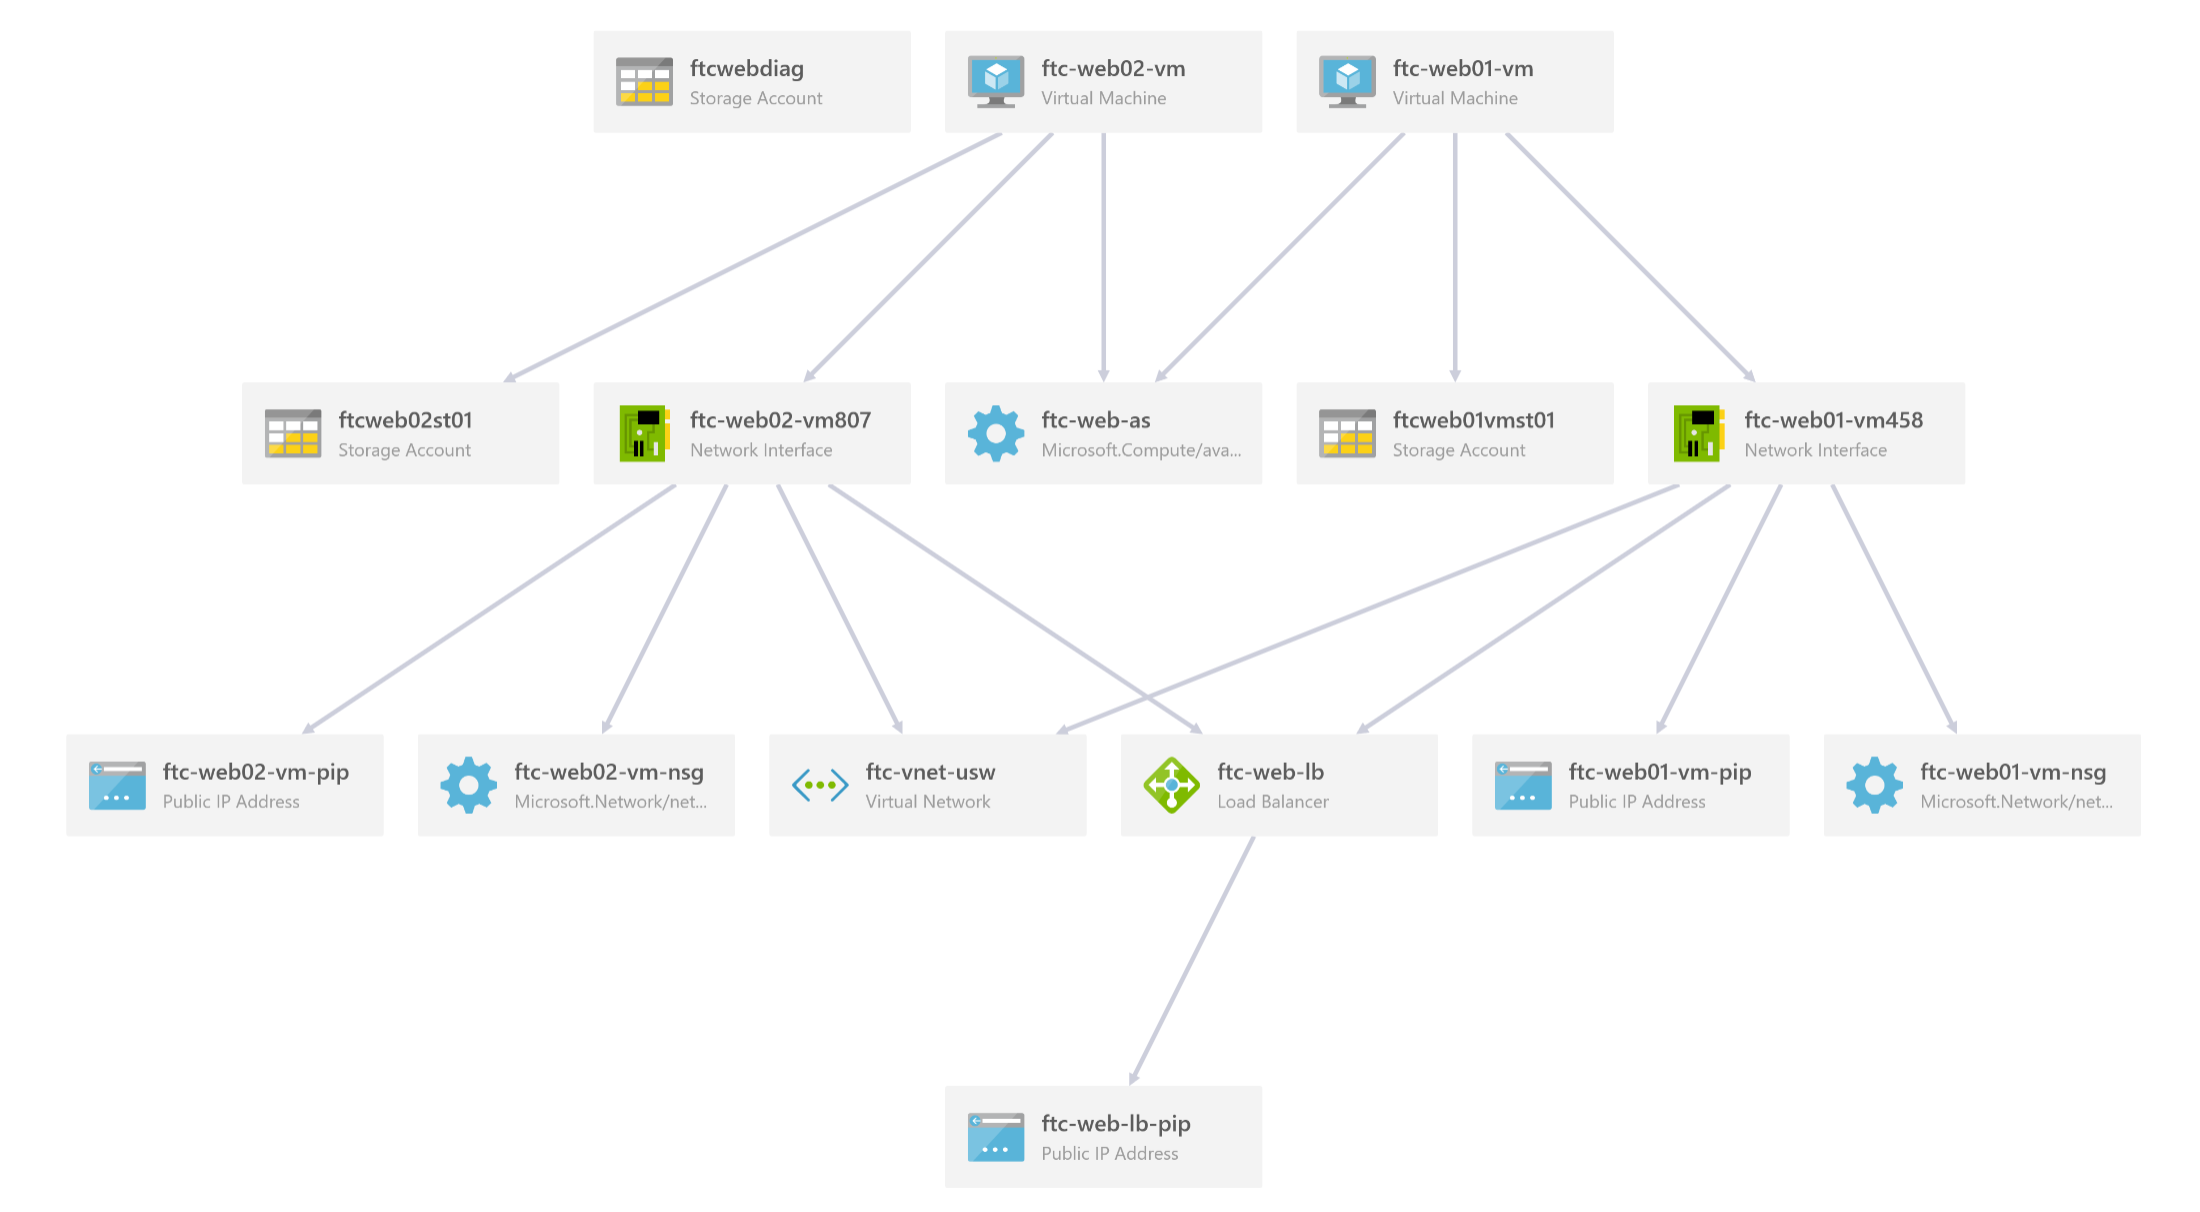 ftcwebdiag
Storage Account
ftc-web02-vm
Virtual Machine
ftc-web01-vm
Virtual Machine
ftcweb02st01
Storage Account
ftc-web02-vm807
Network Interface
ftc-web-as
Microsoft.Compute/ava...
ftcweb01vmst01
Storage Account
ftc-web01-vm458
Network Interface
ftc-web02-vm-pip
Public IP Address
ftc-web02-vm-nsg
Microsoft.Network/net...
ftc-vnet-usw
Virtual Network
ftc-web-lb
Load Balancer
ftc-web01-vm-pip
Public IP Address
ftc-web01-vm-nsg
Microsoft.Network/net...
ftc-web-lb-pip
Public IP Address